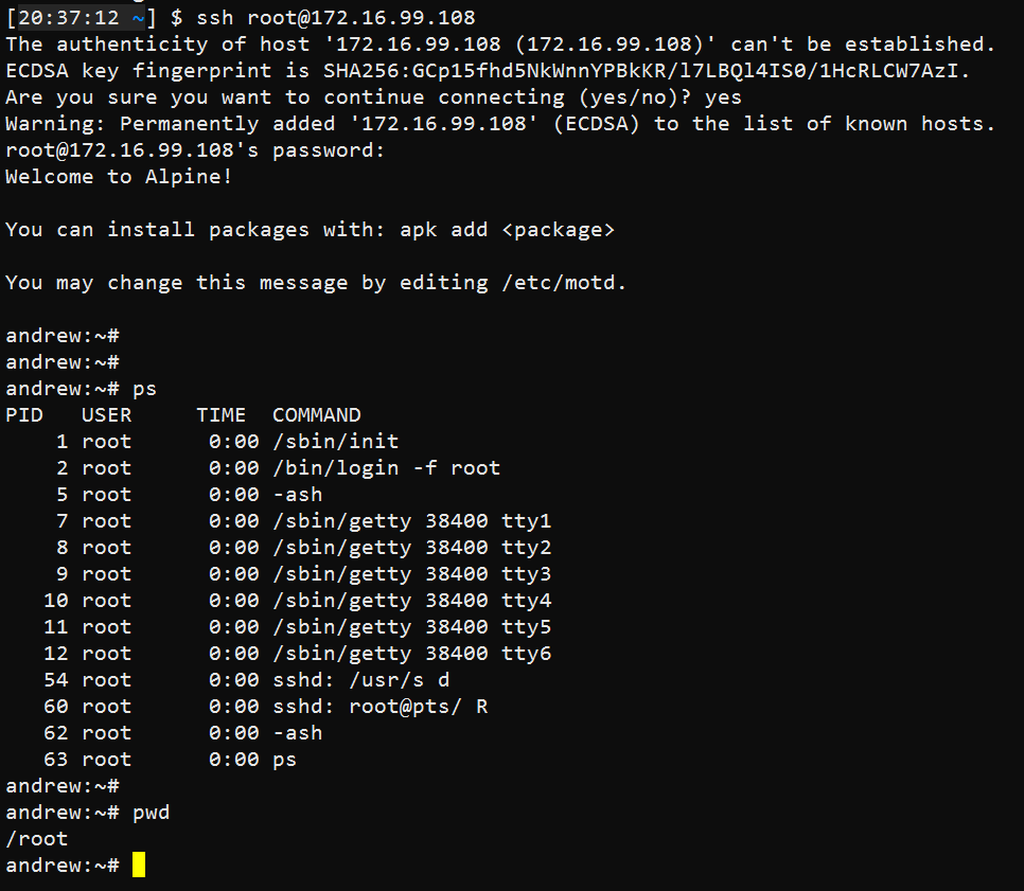 [20:37:12 ~] $ ssh root@172.16.99.108
The authenticity of host '172.16.99.108 (172.16.99.108)' can't be established.
ECDSA key fingerprint is SHA256:GCp15fhd5NkWnnYPBkKR/l7LBQl4IS0/1HcRLCW7AzI.
Are you sure you want to continue connecting (yes/no)? yes
Warning: Permanently added '172.16.99.108' (ECDSA) to the list of known hosts.
root@172.16.99.108's password:
Welcome to Alpine!

You can install packages with: apk add <package>

You may change this message by editing /etc/motd.

andrew:~#
andrew:~#
andrew:~# ps
PID   USER     TIME  COMMAND
    1 root      0:00 /sbin/init
    2 root      0:00 /bin/login -f root
    5 root      0:00 -ash
    7 root      0:00 /sbin/getty 38400 tty1
    8 root      0:00 /sbin/getty 38400 tty2
    9 root      0:00 /sbin/getty 38400 tty3
   10 root      0:00 /sbin/getty 38400 tty4
   11 root      0:00 /sbin/getty 38400 tty5
   12 root      0:00 /sbin/getty 38400 tty6
   54 root      0:00 sshd: /usr/s d
   60 root      0:00 sshd: root@pts/ R
   62 root      0:00 -ash
   63 root      0:00 ps
andrew:~#
andrew:~# pwd
/root
andrew:~#